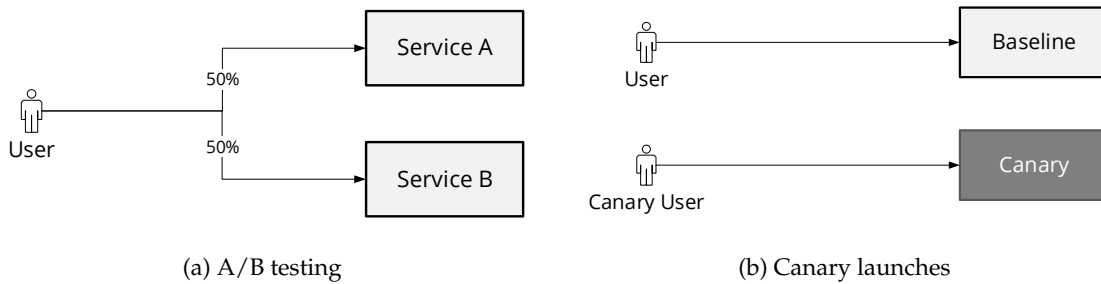 Service A
50%
User
50%
Service B
(a) A/B testing
Baseline
User
Canary
Canary User
(b) Canary launches